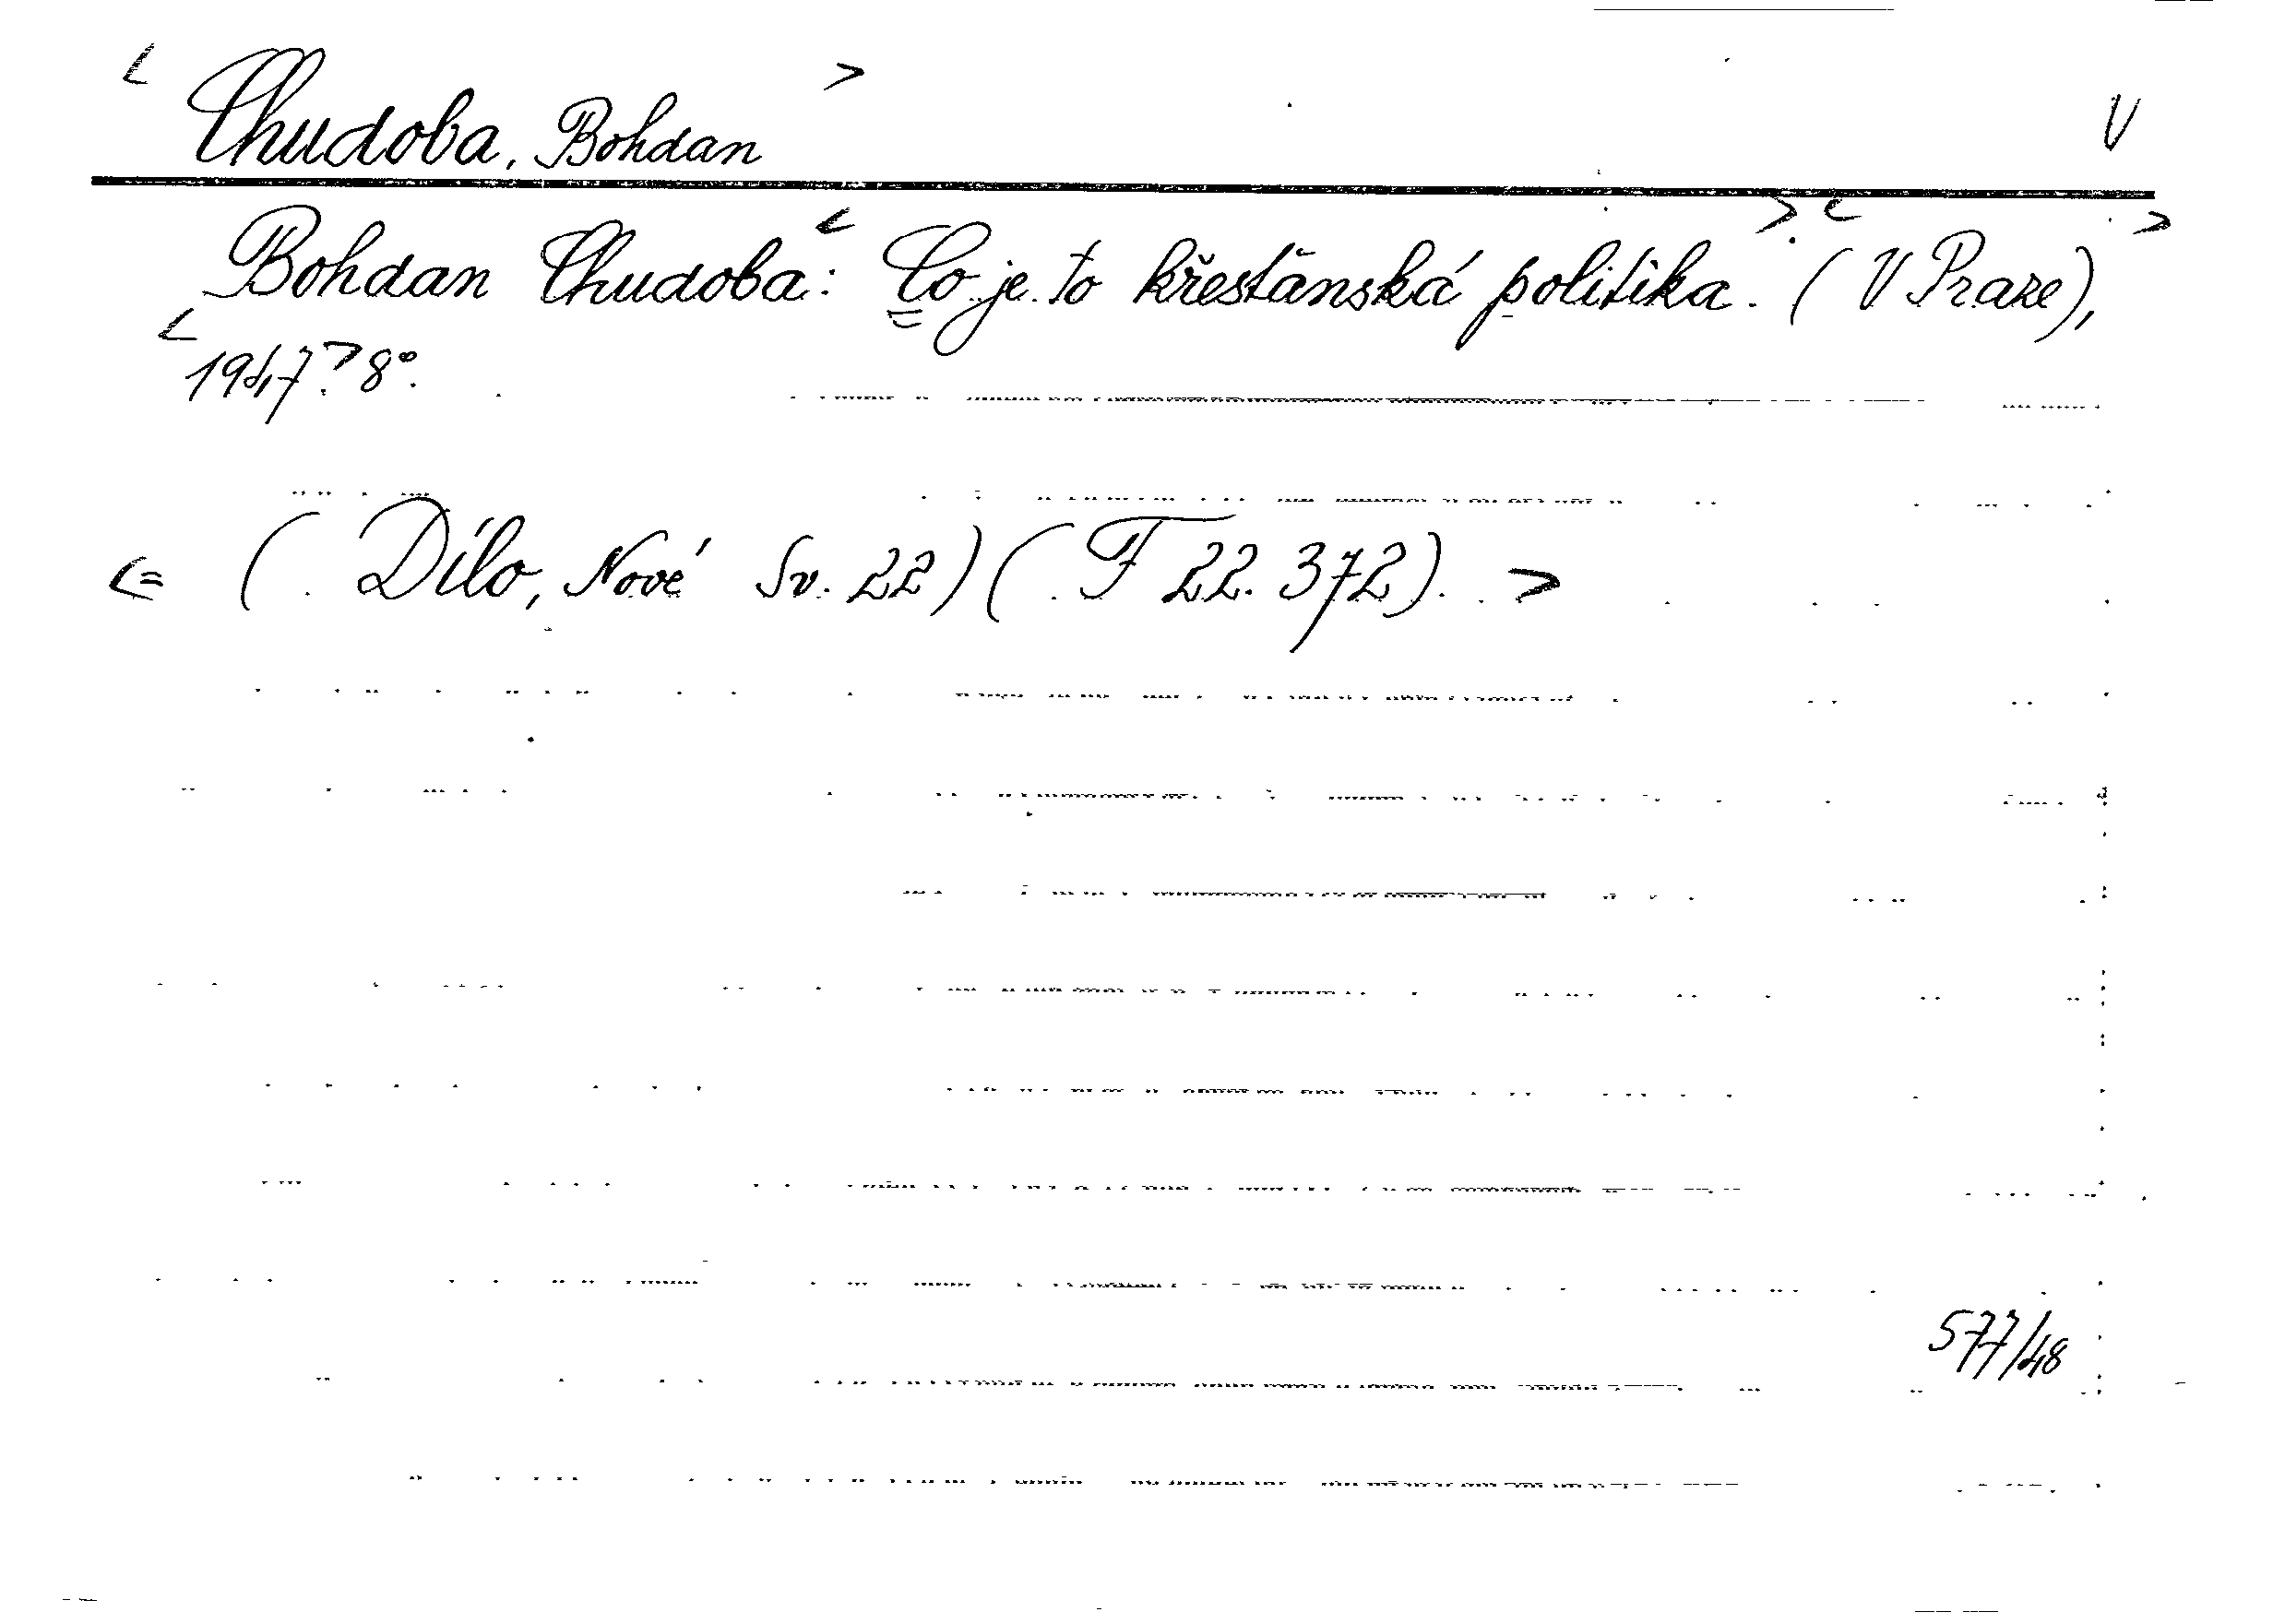 < Chudoba, Bohdan > V
Bohdan Chudoba: < Co je to křesťanská politika. > < (V Praze), >
< 1947. > 8°.
<= ( Dílo, Nové Sv. 22) ( F 22. 372). >
577/48